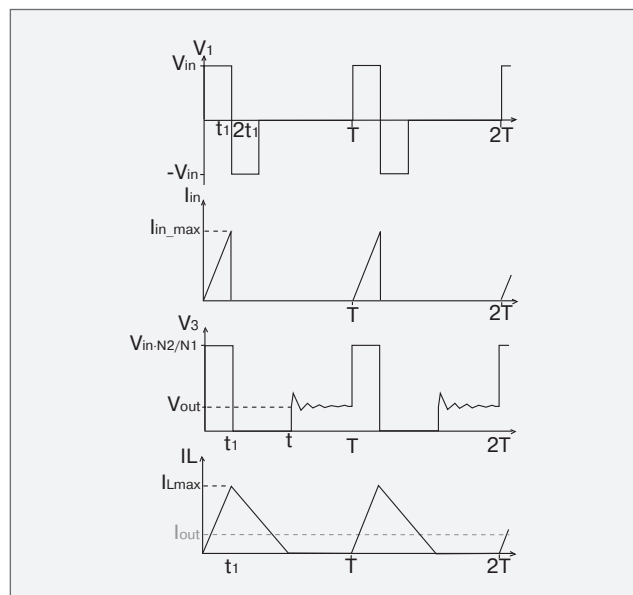 V1
Vin
t1 2t1 T 2T
-Vin
Iin
Iin_max
T 2T
V3
Vin·N2/N1
Vout
t1 t T 2T
IL
ILmax
Iout
t1 T 2T